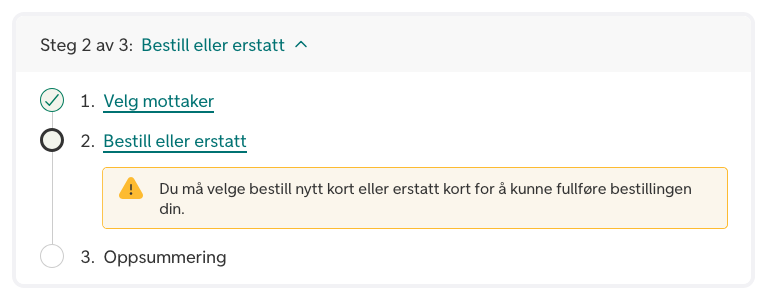 Steg 2 av 3: Bestill eller erstatt
1. Velg mottaker
2. Bestill eller erstatt
Du må velge bestill nytt kort eller erstatt kort for å kunne fullføre bestillingen
din.
3. Oppsummering